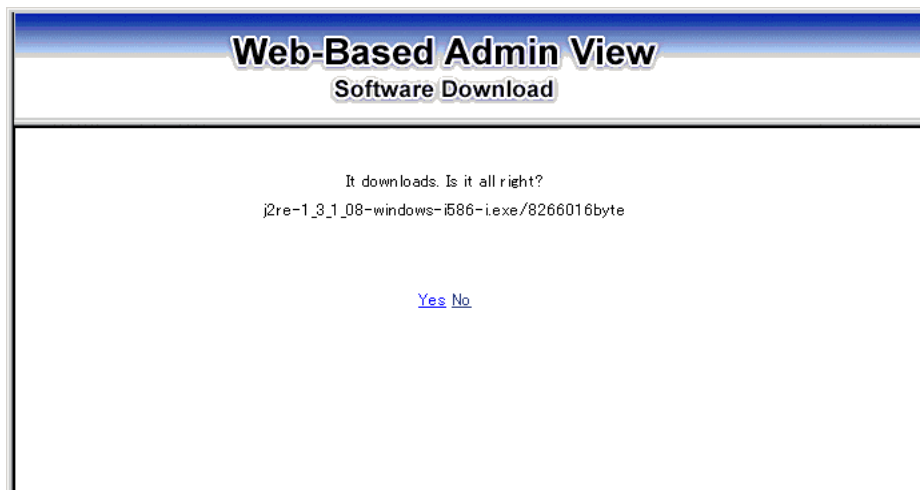 Web-Based Admin View
Software Download
It downloads. Is it all right?
j2re-1_3_1_08-windows-i586-i.exe/8266016byte
Yes No